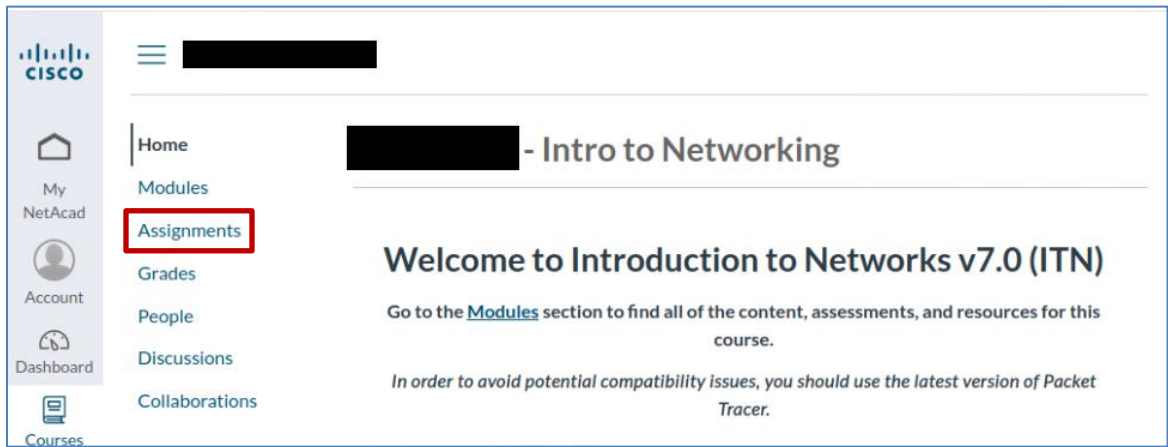 CISCO
My
NetAcad
Account
Dashboard
Courses
Home
Modules
Assignments
Grades
People
Discussions
Collaborations
- Intro to Networking
Welcome to Introduction to Networks v7.0 (ITN)
Go to the Modules section to find all of the content, assessments, and resources for this
course.
In order to avoid potential compatibility issues, you should use the latest version of Packet
Tracer.